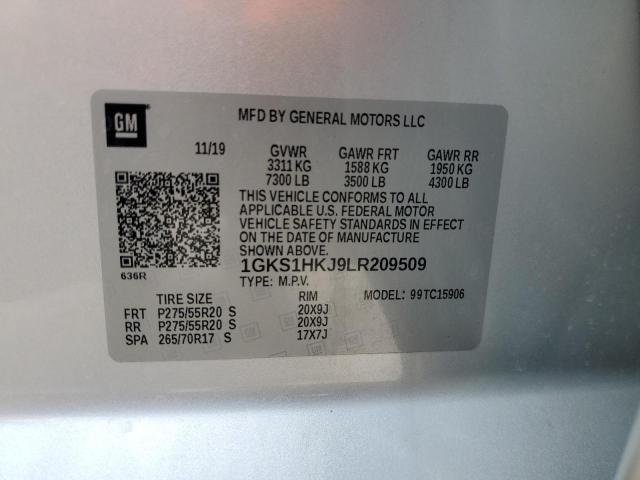 GM
MFD BY GENERAL MOTORS LLC
11/19 GVWR GAWR FRT GAWR RR
3311 KG 1588 KG 1950 KG
7300 LB 3500 LB 4300 LB
THIS VEHICLE CONFORMS TO ALL
APPLICABLE U.S. FEDERAL MOTOR
VEHICLE SAFETY STANDARDS IN EFFECT
ON THE DATE OF MANUFACTURE
SHOWN ABOVE.
636R
1GKS1HKJ9LR209509
TYPE: M.P.V.
TIRE SIZE RIM MODEL: 99TC15906
FRT P275/55R20 S 20X9J
RR P275/55R20 S 20X9J
SPA 265/70R17 S 17X7J